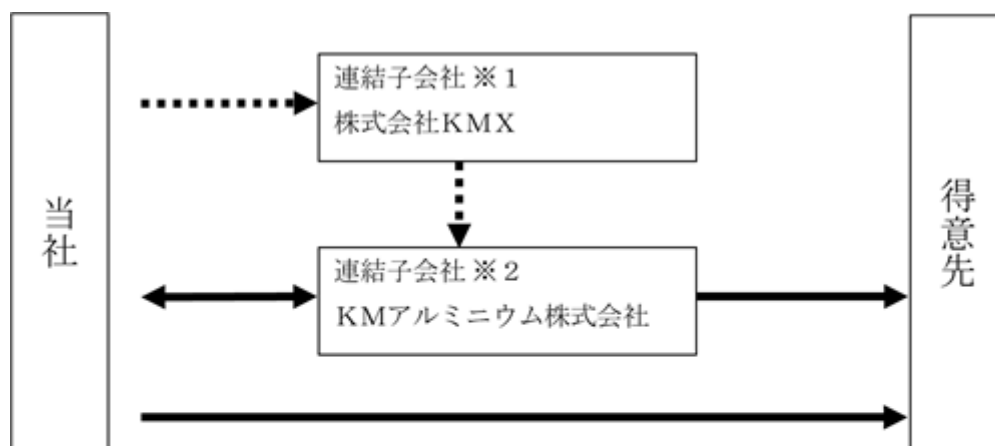 当社
連結子会社※１
株式会社ＫＭＸ
連結子会社※２
ＫＭアルミニウム株式会社
得意先